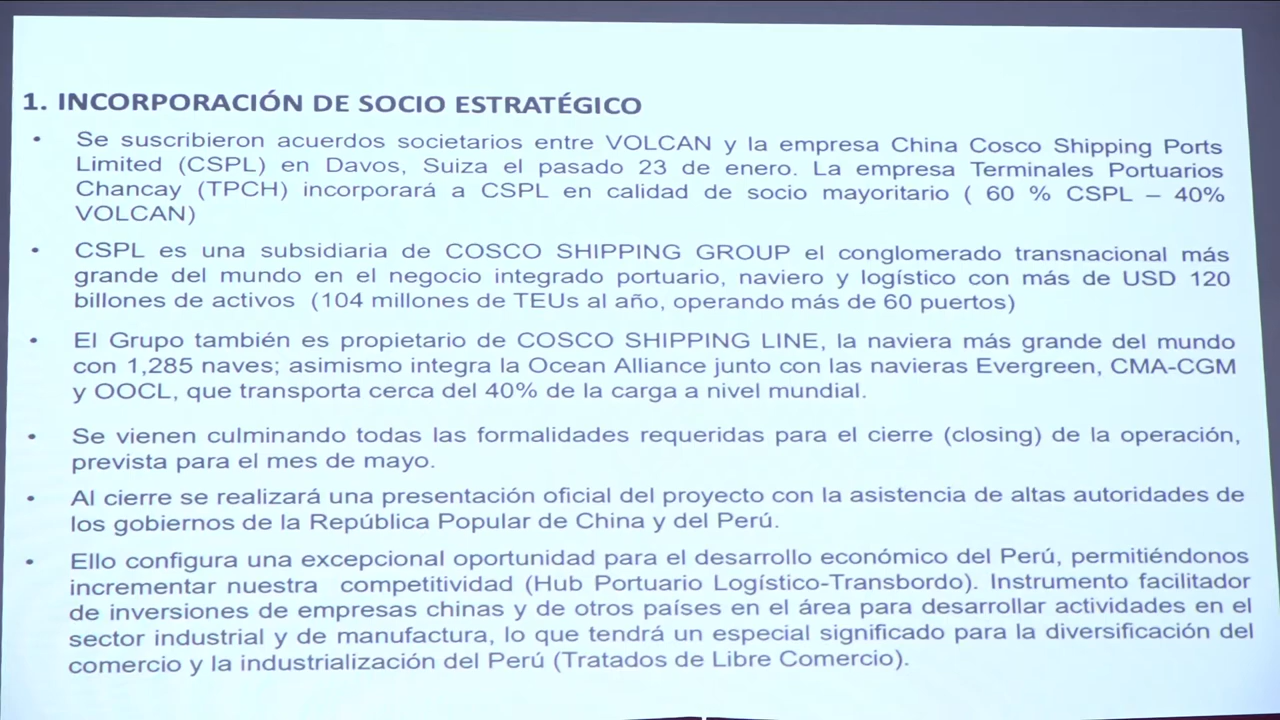 1. INCORPORACIÓN DE SOCIO ESTRATÉGICO
• Se suscribieron acuerdos societarios entre VOLCAN y la empresa China Cosco Shipping Ports
Limited (CSPL) en Davos, Suiza el pasado 23 de enero. La empresa Terminales Portuarios
Chancay (TPCH) incorporará a CSPL en calidad de socio mayoritario ( 60 % CSPL – 40%
VOLCAN)
• CSPL es una subsidiaria de COSCO SHIPPING GROUP el conglomerado transnacional más
grande del mundo en el negocio integrado portuario, naviero y logístico con más de USD 120
billones de activos (104 millones de TEUs al año, operando más de 60 puertos)
• El Grupo también es propietario de COSCO SHIPPING LINE, la naviera más grande del mundo
con 1,285 naves; asimismo integra la Ocean Alliance junto con las navieras Evergreen, CMA-CGM
y OOCL, que transporta cerca del 40% de la carga a nivel mundial.
• Se vienen culminando todas las formalidades requeridas para el cierre (closing) de la operación,
prevista para el mes de mayo.
• Al cierre se realizará una presentación oficial del proyecto con la asistencia de altas autoridades de
los gobiernos de la República Popular de China y del Perú.
• Ello configura una excepcional oportunidad para el desarrollo económico del Perú, permitiéndonos
incrementar nuestra competitividad (Hub Portuario Logístico-Transbordo). Instrumento facilitador
de inversiones de empresas chinas y de otros países en el área para desarrollar actividades en el
sector industrial y de manufactura, lo que tendrá un especial significado para la diversificación del
comercio y la industrialización del Perú (Tratados de Libre Comercio).